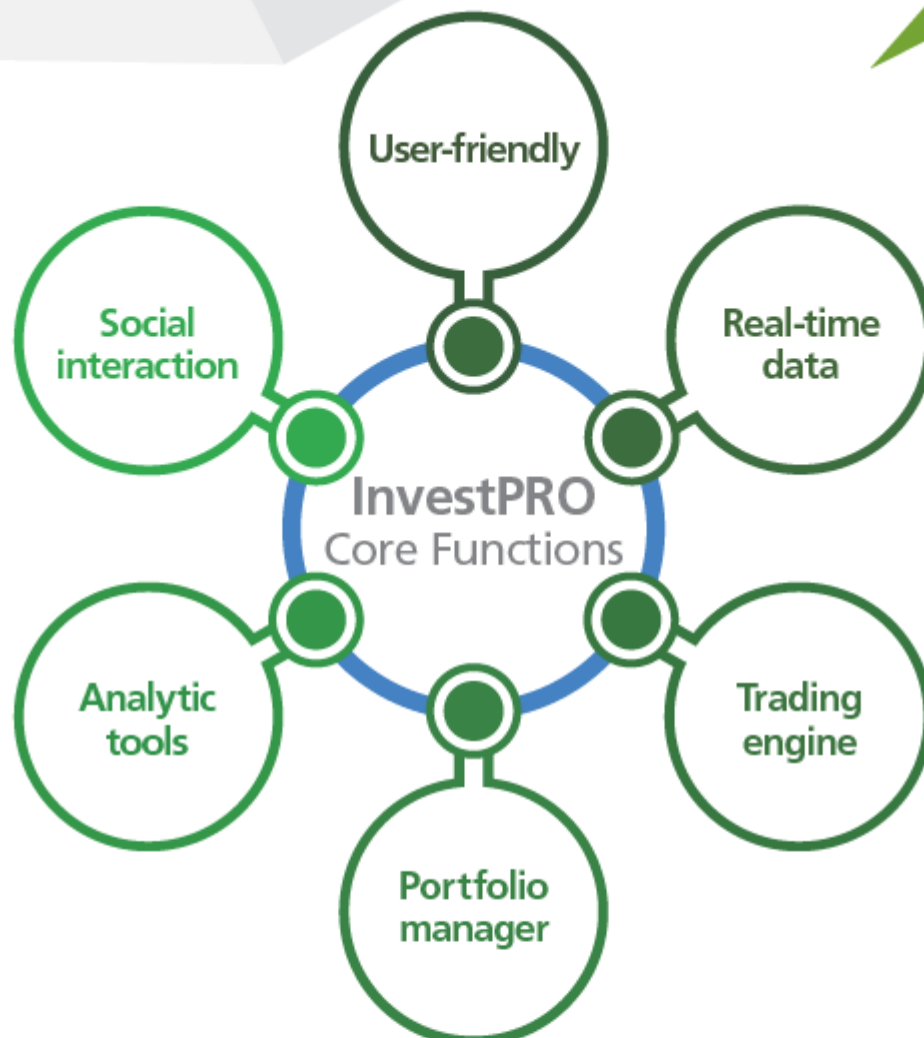 User-friendly
Social
interaction
Real-time
data
InvestPRO
Core Functions
Analytic
tools
Trading
engine
Portfolio
manager